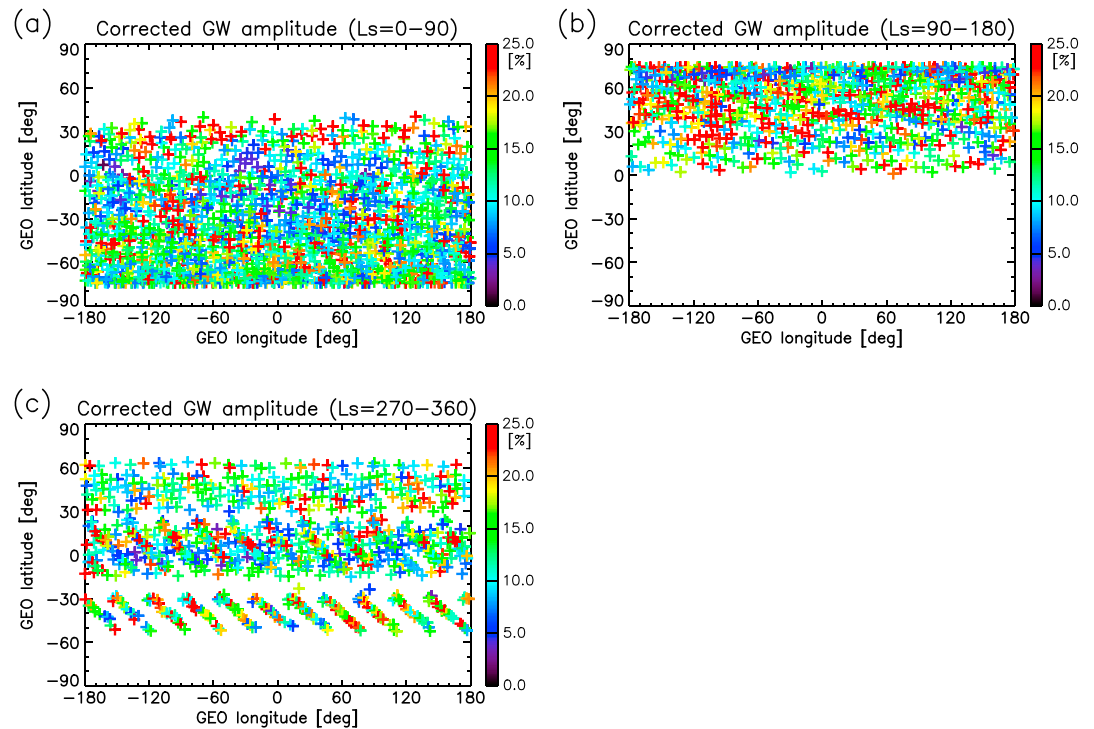 (a)
Corrected GW amplitude (Ls=0−90)
90
60
30
0
−30
−60
−90
GEO latitude [deg]
−180 −120 −60 0 60 120 180
GEO longitude [deg]
25.0
[%]
20.0
15.0
10.0
5.0
0.0
(b)
Corrected GW amplitude (Ls=90−180)
90
60
30
0
−30
−60
−90
GEO latitude [deg]
−180 −120 −60 0 60 120 180
GEO longitude [deg]
25.0
[%]
20.0
15.0
10.0
5.0
0.0
(c)
Corrected GW amplitude (Ls=270−360)
90
60
30
0
−30
−60
−90
GEO latitude [deg]
−180 −120 −60 0 60 120 180
GEO longitude [deg]
25.0
[%]
20.0
15.0
10.0
5.0
0.0